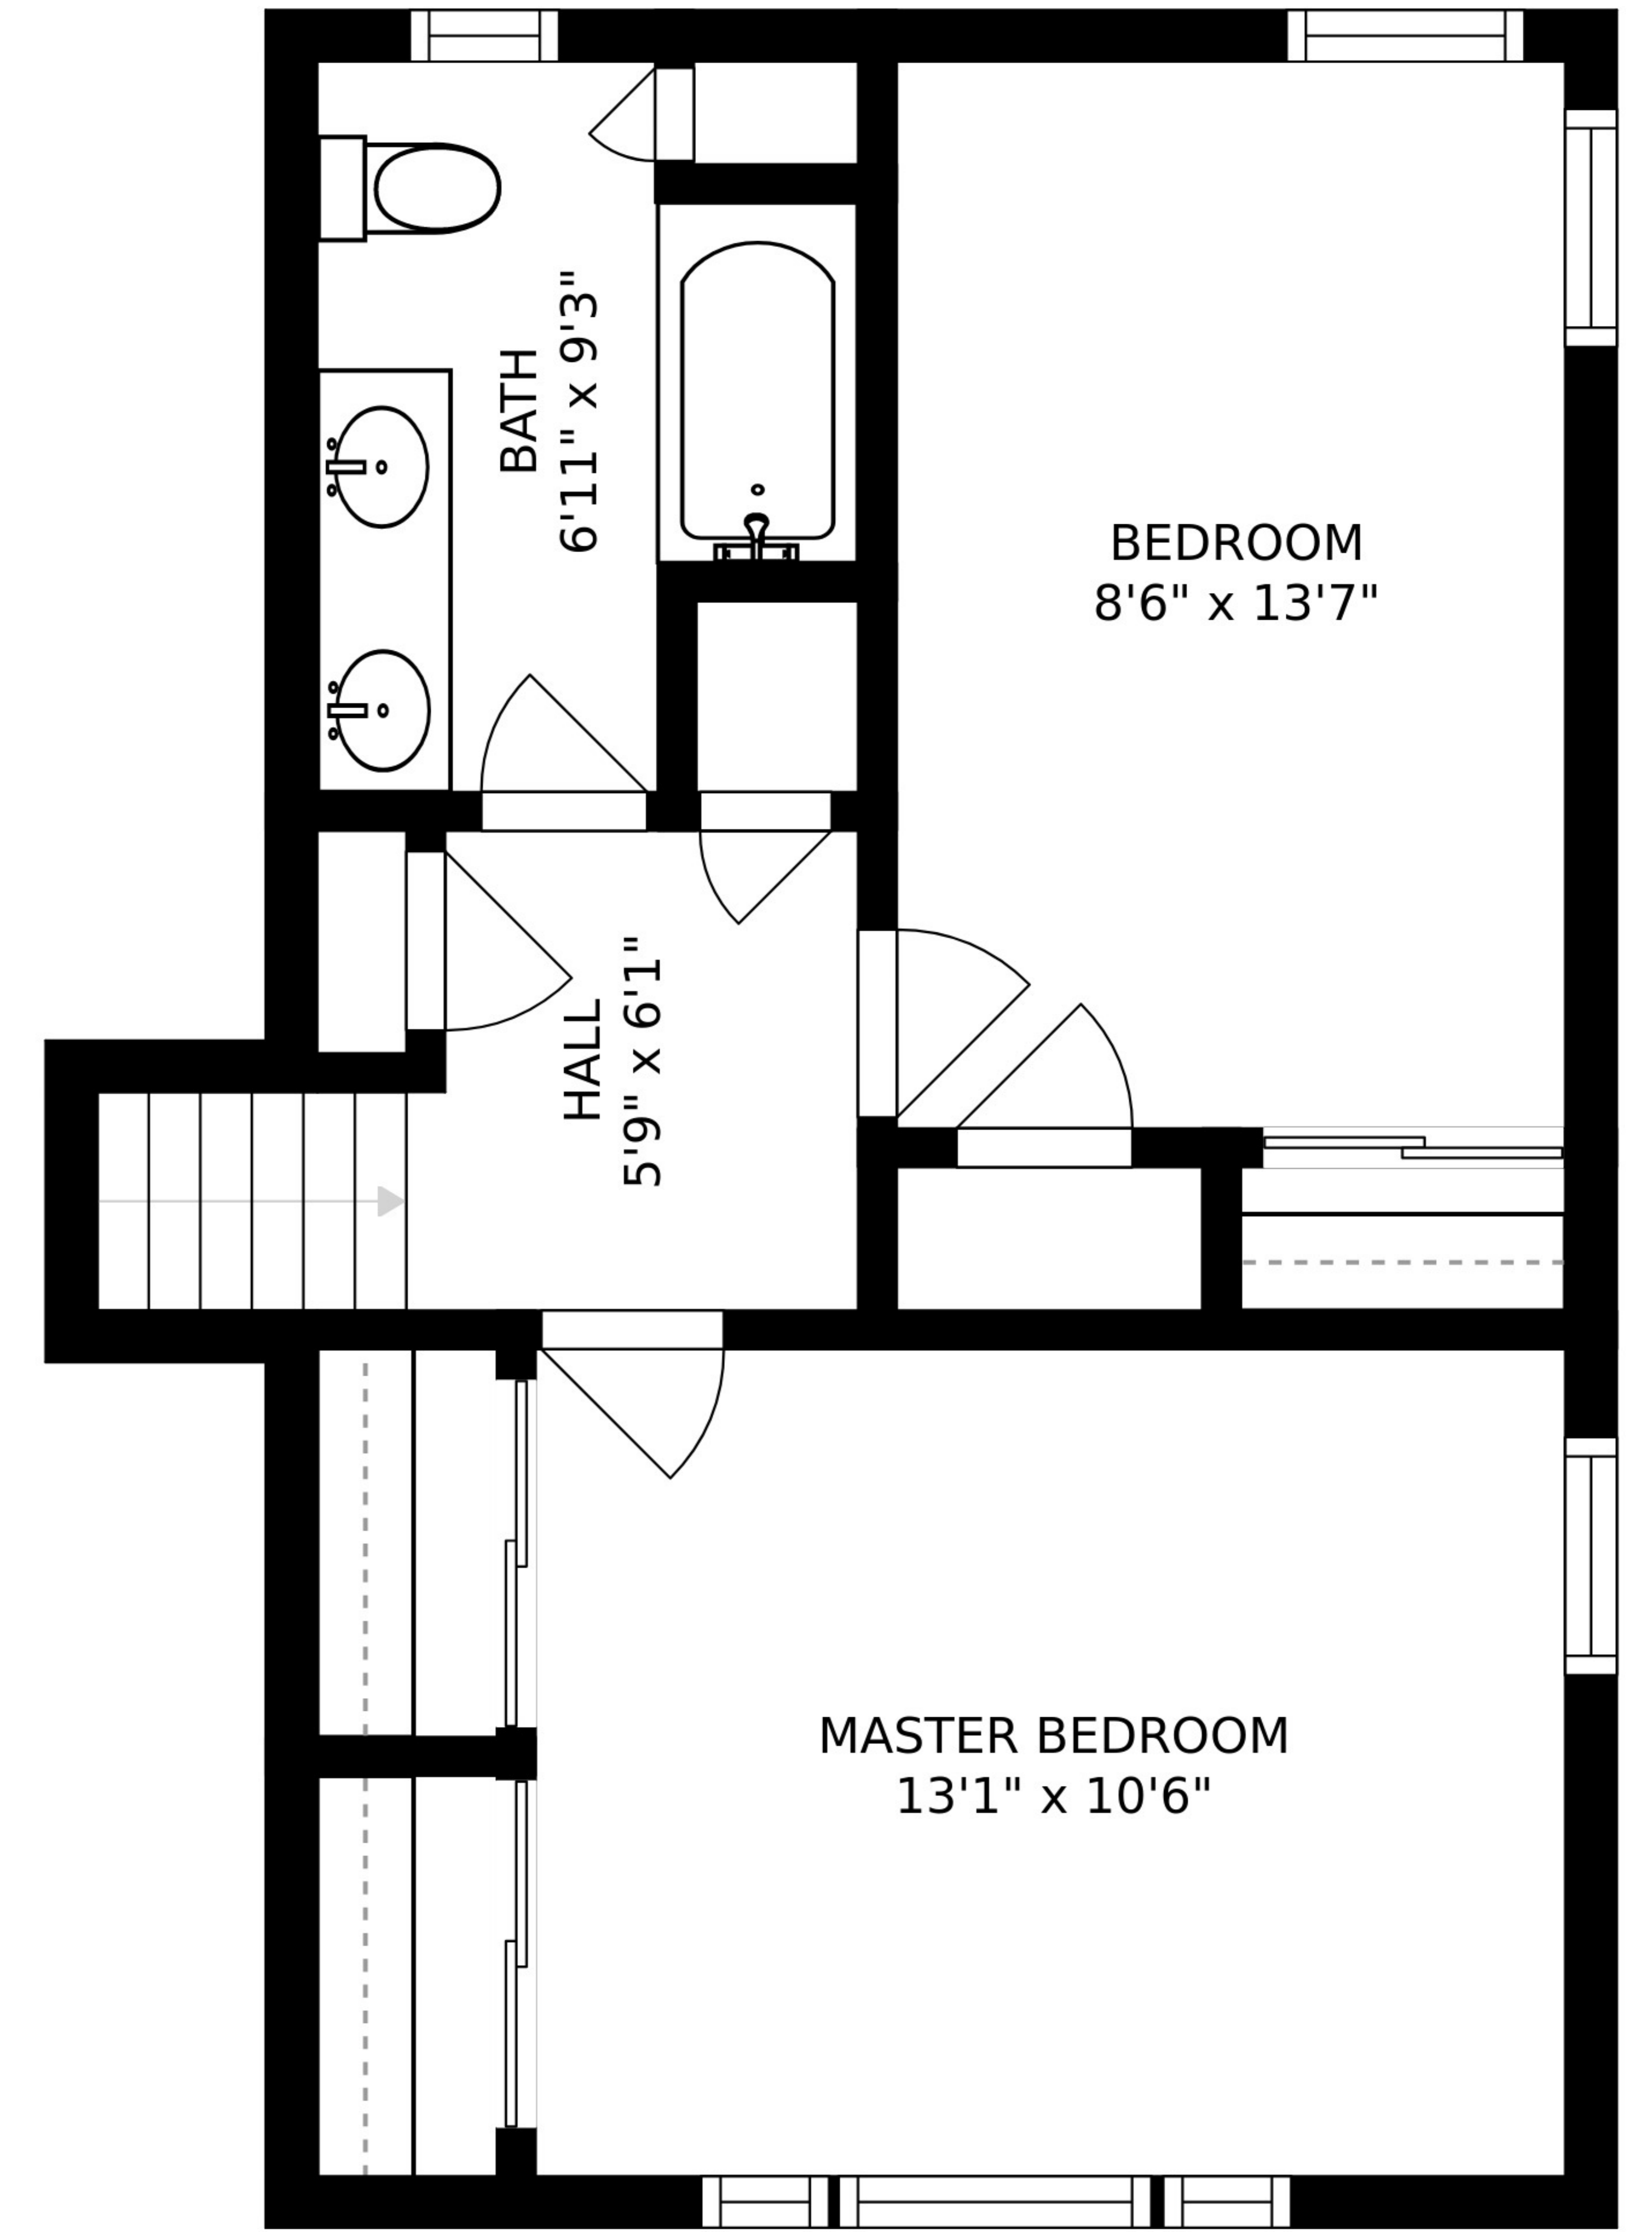 BATH
6'11" x 9'3"
BEDROOM
8'6" x 13'7"
HALL
5'9" x 6'1"
MASTER BEDROOM
13'1" x 10'6"